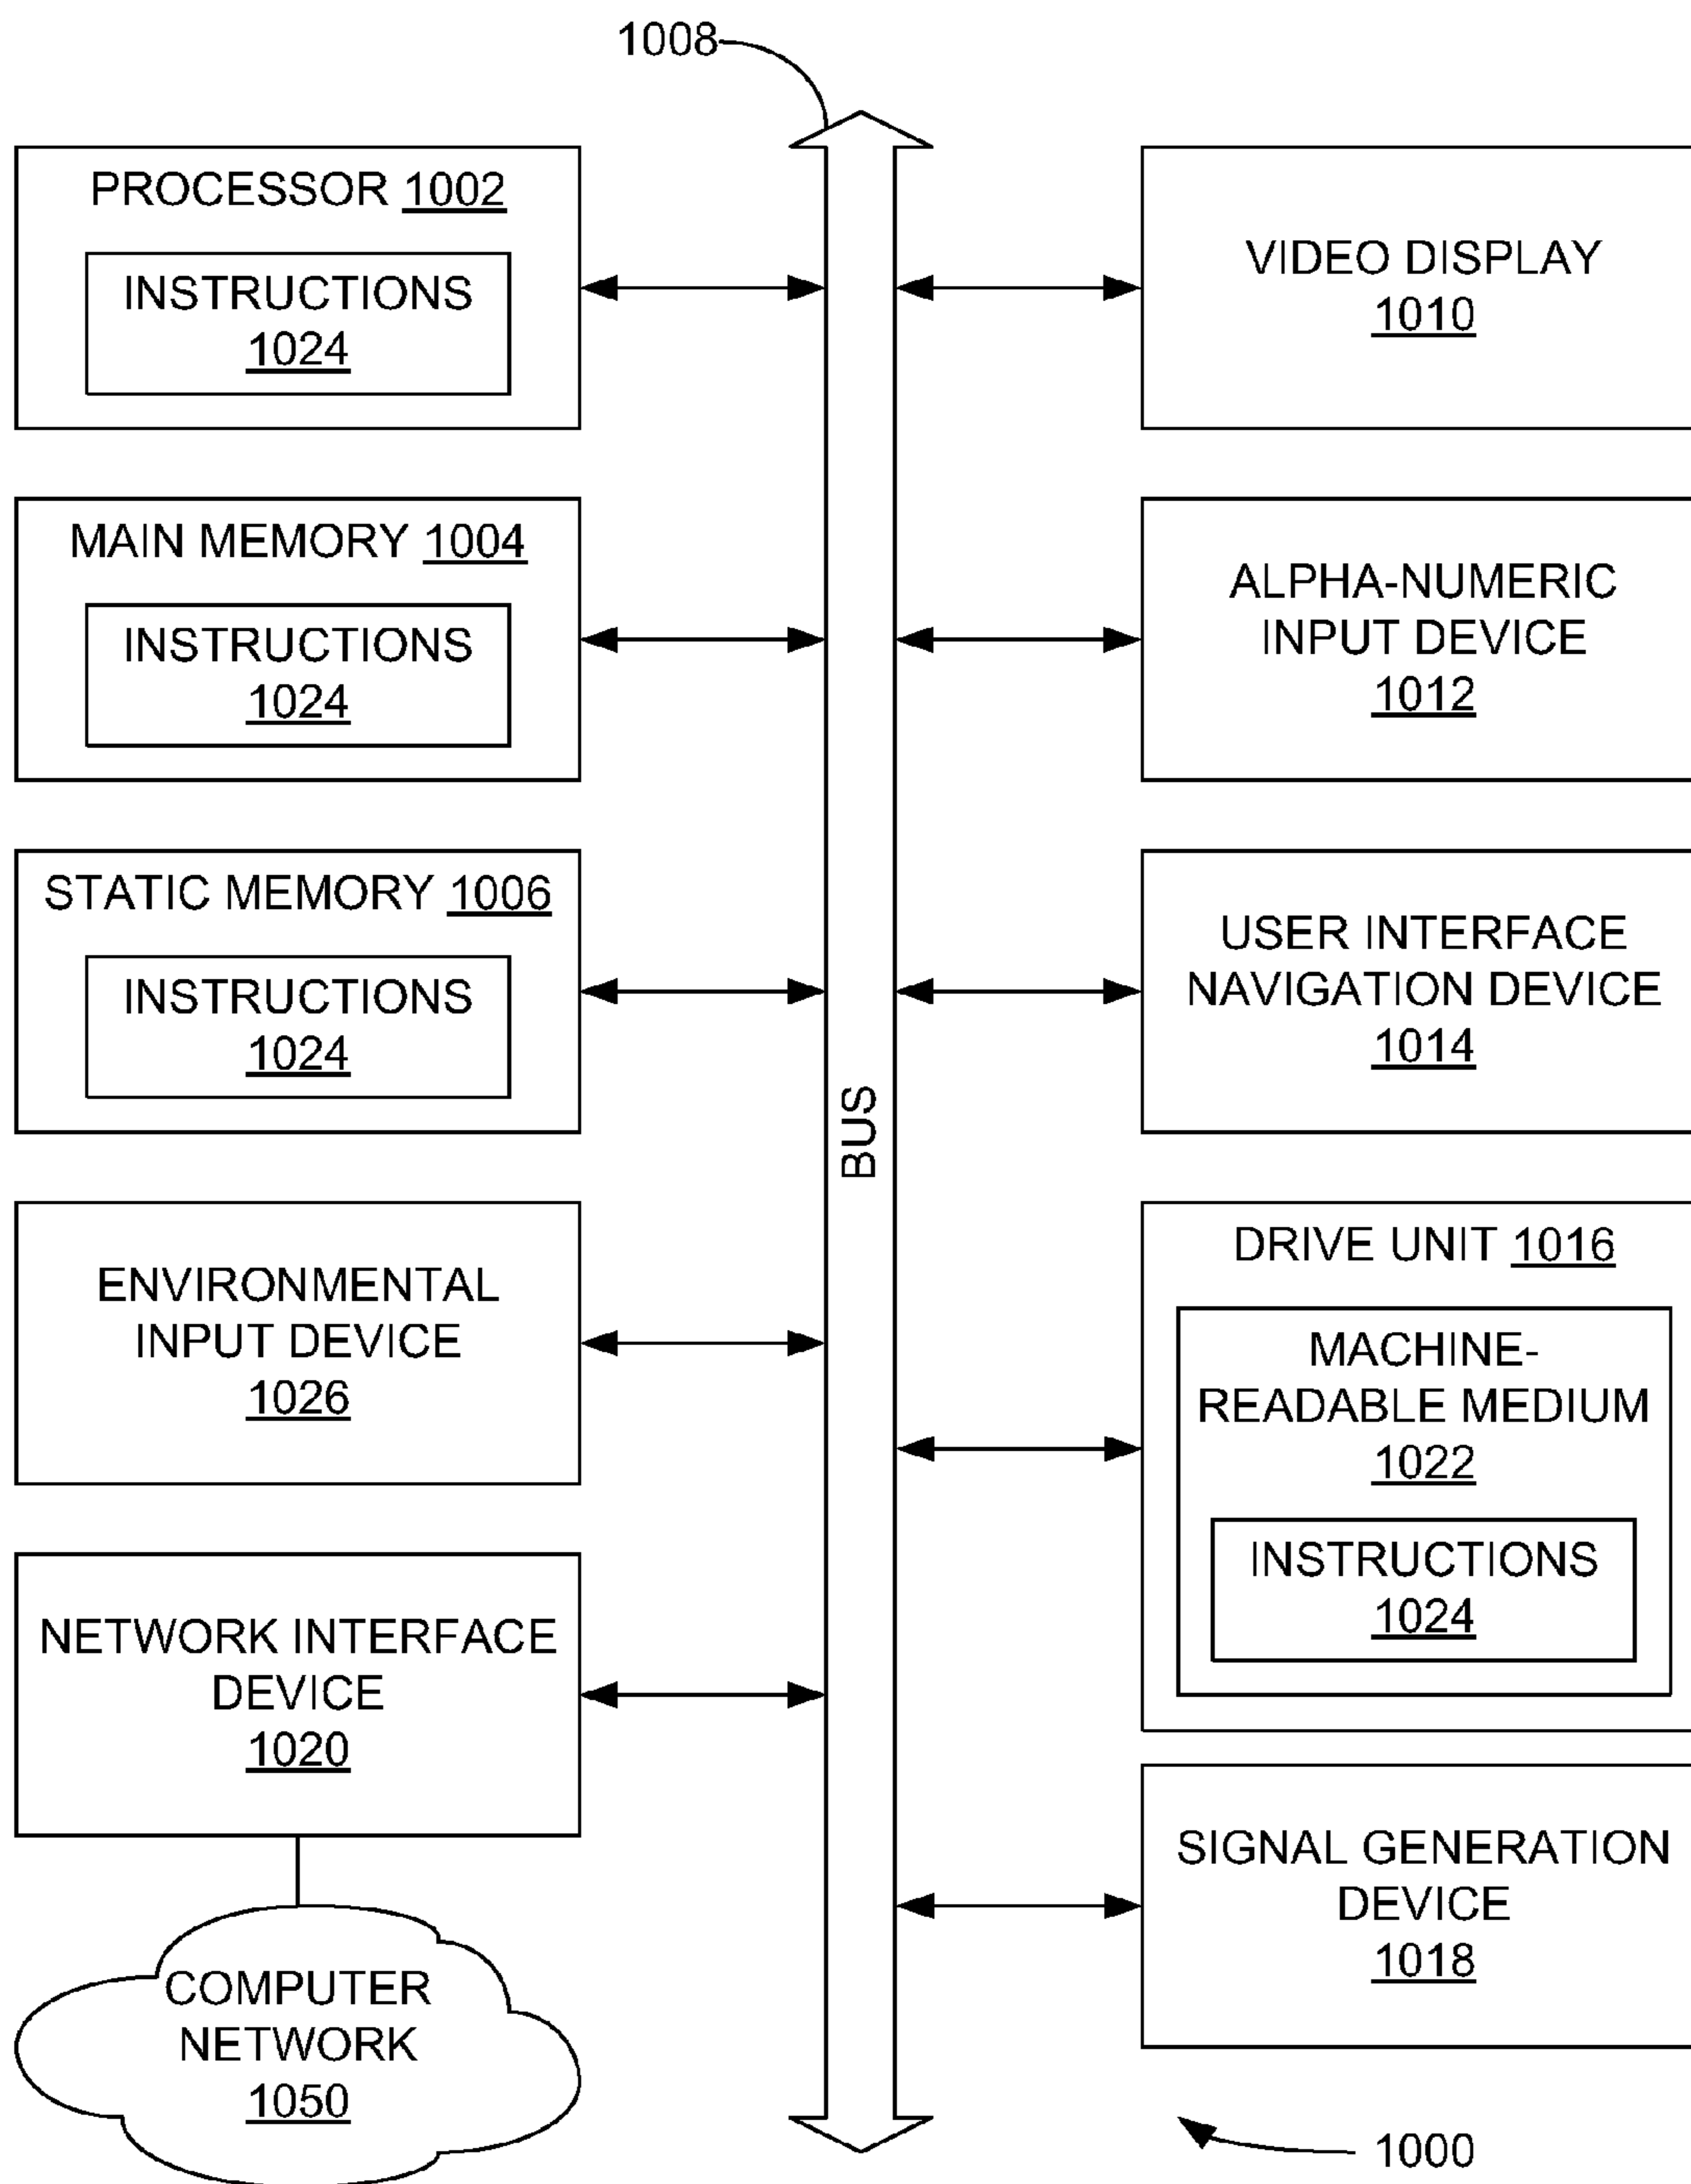 1008
PROCESSOR 1002
INSTRUCTIONS
1024
MAIN MEMORY 1004
INSTRUCTIONS
1024
STATIC MEMORY 1006
INSTRUCTIONS
1024
ENVIRONMENTAL
INPUT DEVICE
1026
NETWORK INTERFACE
DEVICE
1020
COMPUTER
NETWORK
1050
BUS
VIDEO DISPLAY
1010
ALPHA-NUMERIC
INPUT DEVICE
1012
USER INTERFACE
NAVIGATION DEVICE
1014
DRIVE UNIT 1016
MACHINE-
READABLE MEDIUM
1022
INSTRUCTIONS
1024
SIGNAL GENERATION
DEVICE
1018
1000